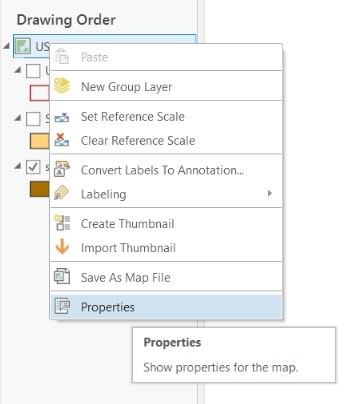 Drawing Order
US
Paste
New Group Layer
Set Reference Scale
S
Clear Reference Scale
s
Convert Labels To Annotation...
Labeling
Create Thumbnail
Import Thumbnail
Save As Map File
Properties
Properties
Show properties for the map.